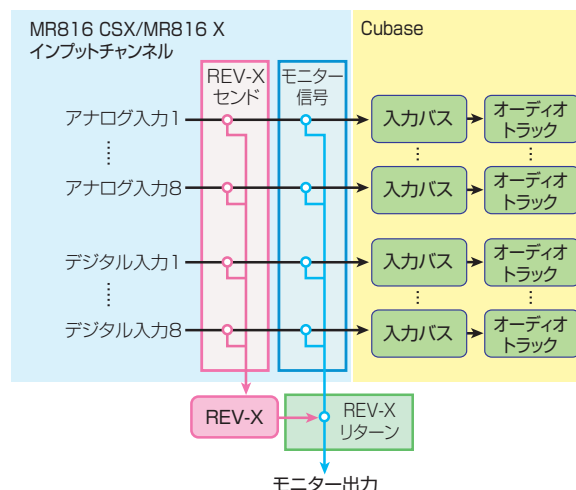 MR816 CSX/MR816 X
インプットチャンネル
Cubase
REV-X
センド
モニター
信号
アナログ入力1
入力バス
オーディオ
トラック
アナログ入力8
入力バス
オーディオ
トラック
デジタル入力1
入力バス
オーディオ
トラック
デジタル入力8
入力バス
オーディオ
トラック
REV-X
REV-X
リターン
モニター出力